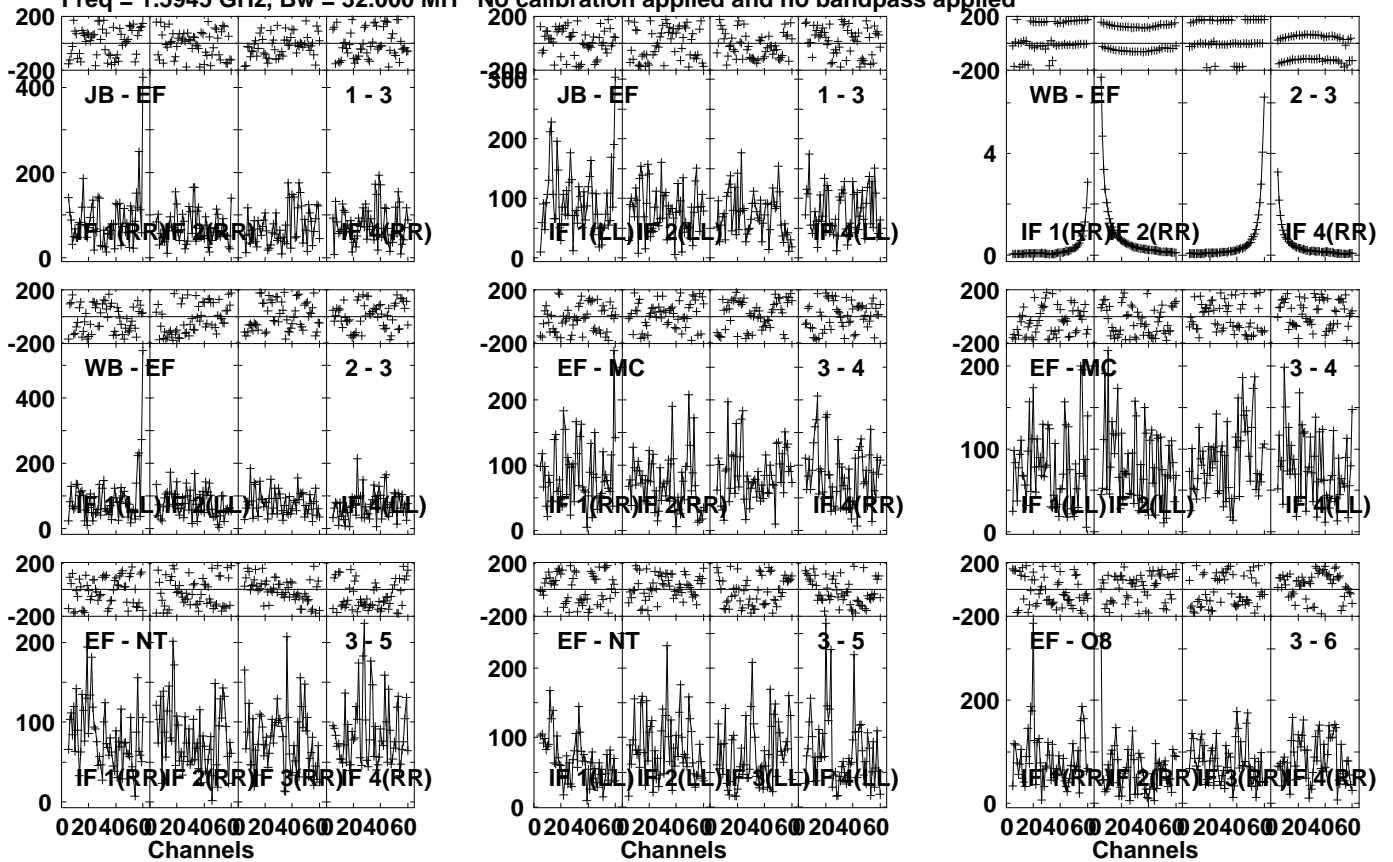 Freq = 1.5945 GHz, Bw = 32.000 MH No calibration applied and no bandpass applied
200
-200
400
200
0
JB - EF 1 - 3
IF 1(RR) IF 2(RR) IF 4(RR)
200
-200
300
200
100
0
JB - EF 1 - 3
IF 1(LL) IF 2(LL) IF 4(LL)
200
-200
4
0
WB - EF 2 - 3
IF 1(RR) IF 2(RR) IF 4(RR)
200
-200
400
200
0
WB - EF 2 - 3
IF 1(LL) IF 2(LL) IF 4(LL)
200
-200
200
100
0
EF - MC 3 - 4
IF 1(RR) IF 2(RR) IF 4(RR)
200
-200
200
100
0
EF - MC 3 - 4
IF 1(LL) IF 2(LL) IF 4(LL)
200
-200
200
100
0
EF - NT 3 - 5
IF 1(RR) IF 2(RR) IF 3(RR) IF 4(RR)
0 20 40 60 0 20 40 60 0 20 40 60 0 20 40 60
Channels
200
-200
200
100
0
EF - NT 3 - 5
IF 1(LL) IF 2(LL) IF 3(LL) IF 4(LL)
0 20 40 60 0 20 40 60 0 20 40 60 0 20 40 60
Channels
200
-200
200
0
EF - O8 3 - 6
IF 1(RR) IF 2(RR) IF 3(RR) IF 4(RR)
0 20 40 60 0 20 40 60 0 20 40 60 0 20 40 60
Channels